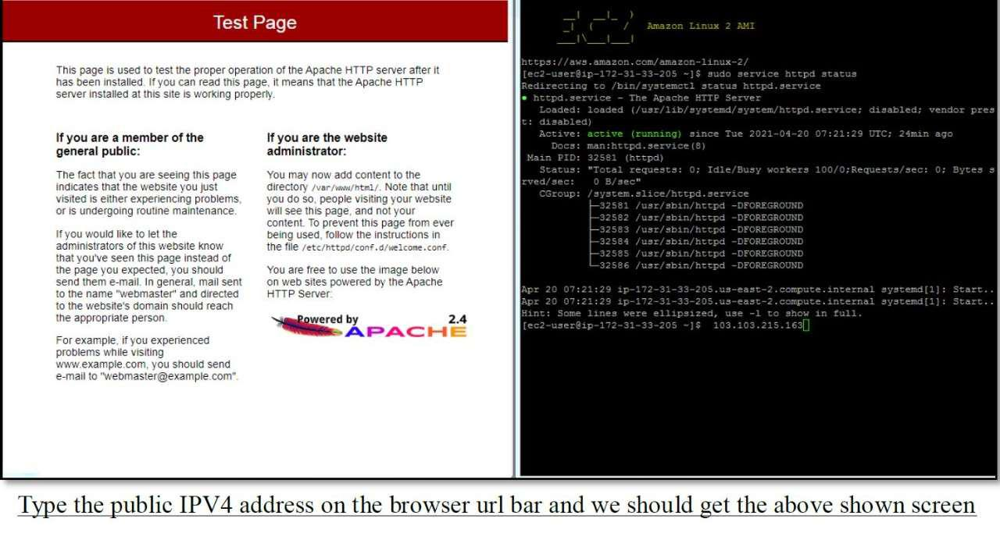 Test Page
This page is used to test the proper operation of the Apache HTTP server after it
has been installed. If you can read this page, it means that the Apache HTTP
server installed at this site is working properly.
If you are a member of the
general public:
The fact that you are seeing this page
indicates that the website you just
visited is either experiencing problems,
or is undergoing routine maintenance.
If you would like to let the
administrators of this website know
that you've seen this page instead of
the page you expected, you should
send them e-mail. In general, mail sent
to the name "webmaster" and directed
to the website's domain should reach
the appropriate person.
For example, if you experienced
problems while visiting
www.example.com, you should send
e-mail to "webmaster@example.com".
If you are the website
administrator:
You may now add content to the
directory /var/www/html/. Note that until
you do so, people visiting your website
will see this page, and not your
content. To prevent this page from ever
being used, follow the instructions in
the file /etc/httpd/conf.d/welcome.conf.
You are free to use the image below
on web sites powered by the Apache
HTTP Server:
Powered by 2.4
APACHE
Amazon Linux 2 AMI
https://aws.amazon.com/amazon-linux-2/
[ec2-user@ip-172-31-33-205 ~]$ sudo service httpd status
Redirecting to /bin/systemctl status httpd.service
● httpd.service - The Apache HTTP Server
Loaded: loaded (/usr/lib/systemd/system/httpd.service; disabled; vendor pres
t: disabled)
Active: active (running) since Tue 2021-04-20 07:21:29 UTC; 24min ago
Docs: man:httpd.service(8)
Main PID: 32581 (httpd)
Status: "Total requests: 0; Idle/Busy workers 100/0;Requests/sec: 0; Bytes s
rved/sec:   0 B/sec"
CGroup: /system.slice/httpd.service
├─32581 /usr/sbin/httpd -DFOREGROUND
├─32582 /usr/sbin/httpd -DFOREGROUND
├─32583 /usr/sbin/httpd -DFOREGROUND
├─32584 /usr/sbin/httpd -DFOREGROUND
├─32585 /usr/sbin/httpd -DFOREGROUND
└─32586 /usr/sbin/httpd -DFOREGROUND
Apr 20 07:21:29 ip-172-31-33-205.us-east-2.compute.internal systemd[1]: Start..
Apr 20 07:21:29 ip-172-31-33-205.us-east-2.compute.internal systemd[1]: Start..
Hint: Some lines were ellipsized, use -l to show in full.
[ec2-user@ip-172-31-33-205 ~]$  103.103.215.163
Type the public IPV4 address on the browser url bar and we should get the above shown screen